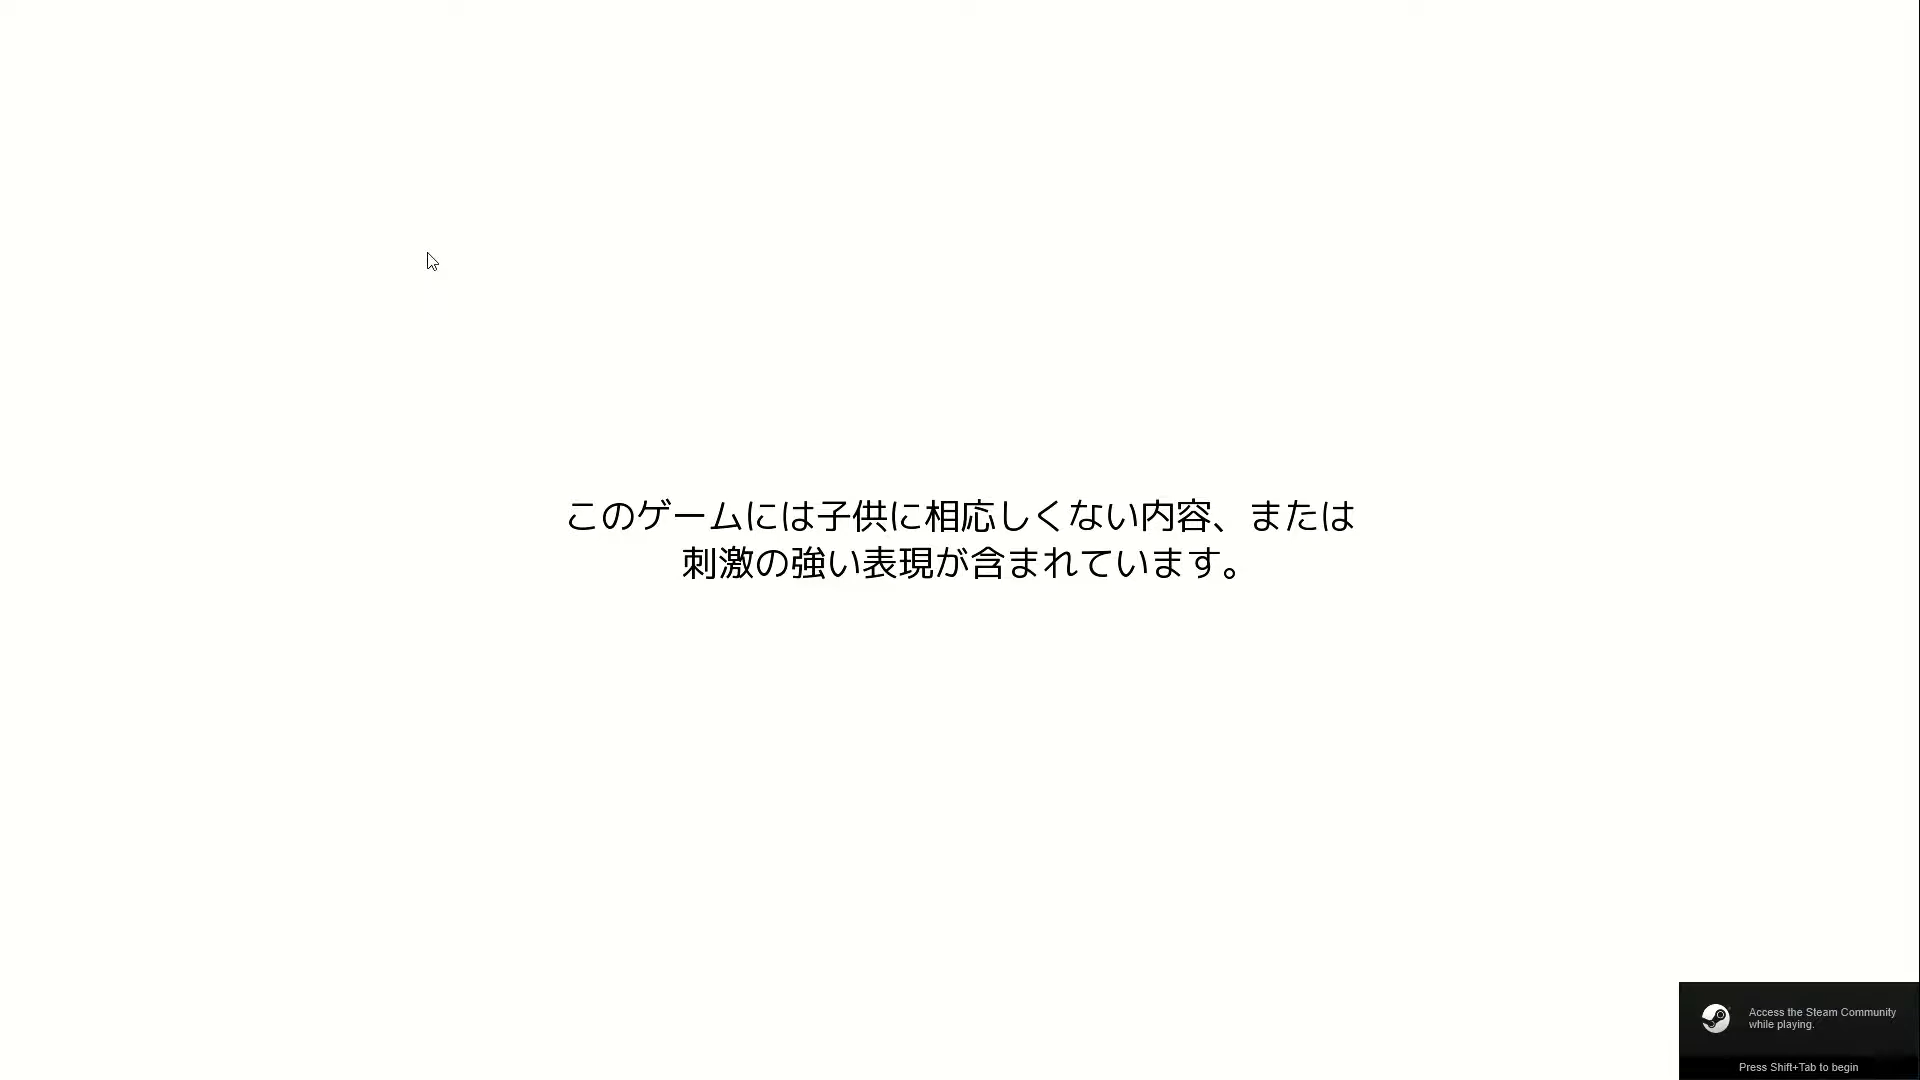 このゲームには子供に相応しくない内容、または
刺激の強い表現が含まれています。
Access the Steam Community
while playing.
Press Shift+Tab to begin